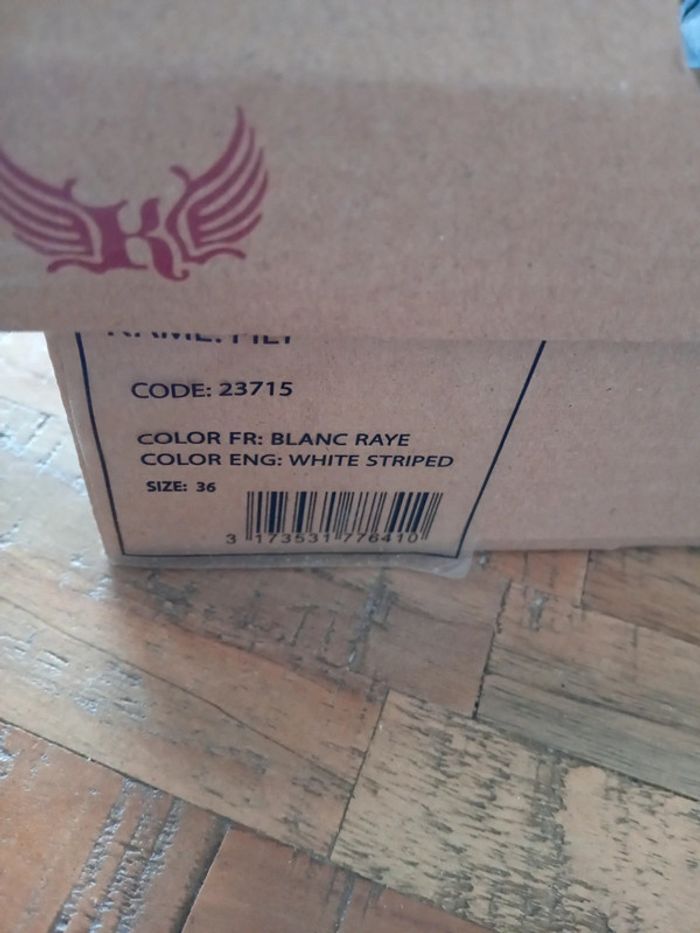 K
CODE: 23715
COLOR FR: BLANC RAYE
COLOR ENG: WHITE STRIPED
SIZE: 36
3 173531 776410